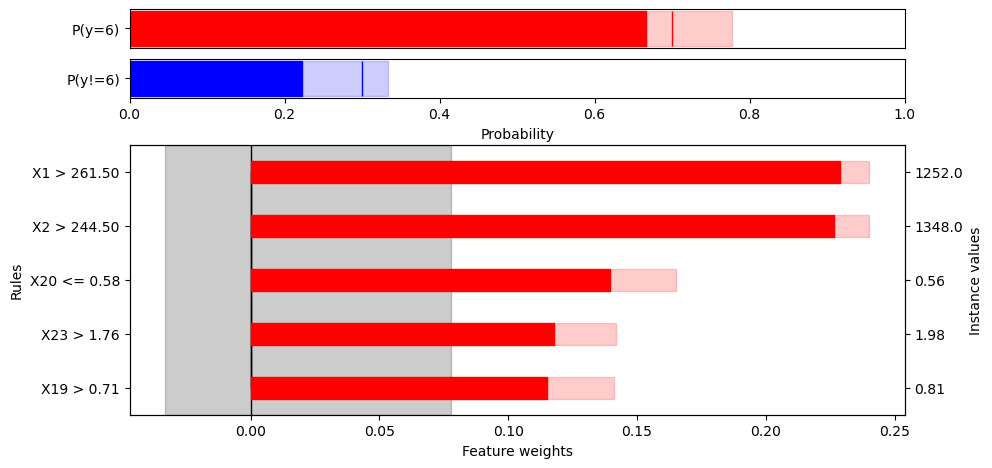 P(y=6)
P(y!=6)
0.0 0.2 0.4 0.6 0.8 1.0
Probability
X1 > 261.50 1252.0
X2 > 244.50 1348.0
X20 <= 0.58 0.56
X23 > 1.76 1.98
X19 > 0.71 0.81
Rules
Instance values
0.00 0.05 0.10 0.15 0.20 0.25
Feature weights